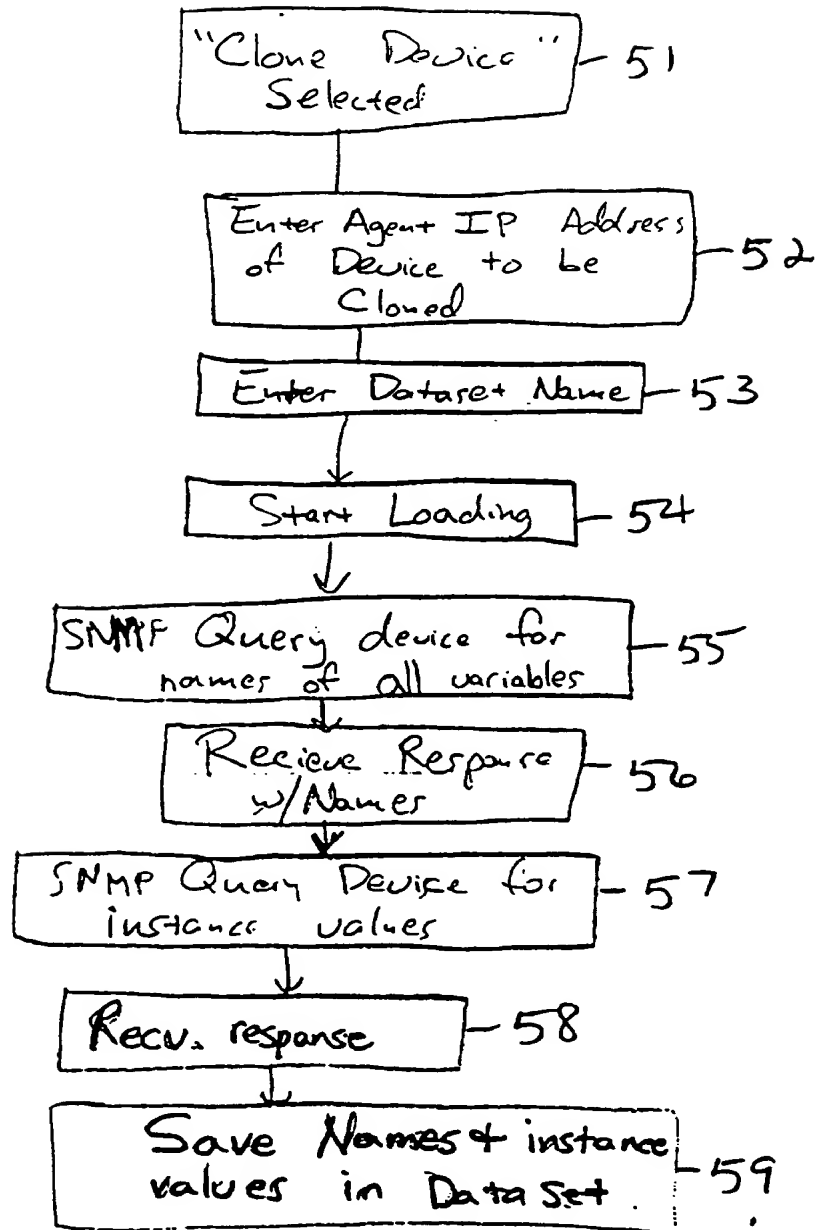 "Clone Device"
Selected
51
Enter Agent IP Address
of Device to be
Cloned
52
Enter Dataset Name
53
Start Loading
54
SNMP Query device for
names of all variables
55
Recieve Response
w/Names
56
SNMP Query Device for
instance values
57
Recv. response
58
Save Names & instance
values in Data Set.
59